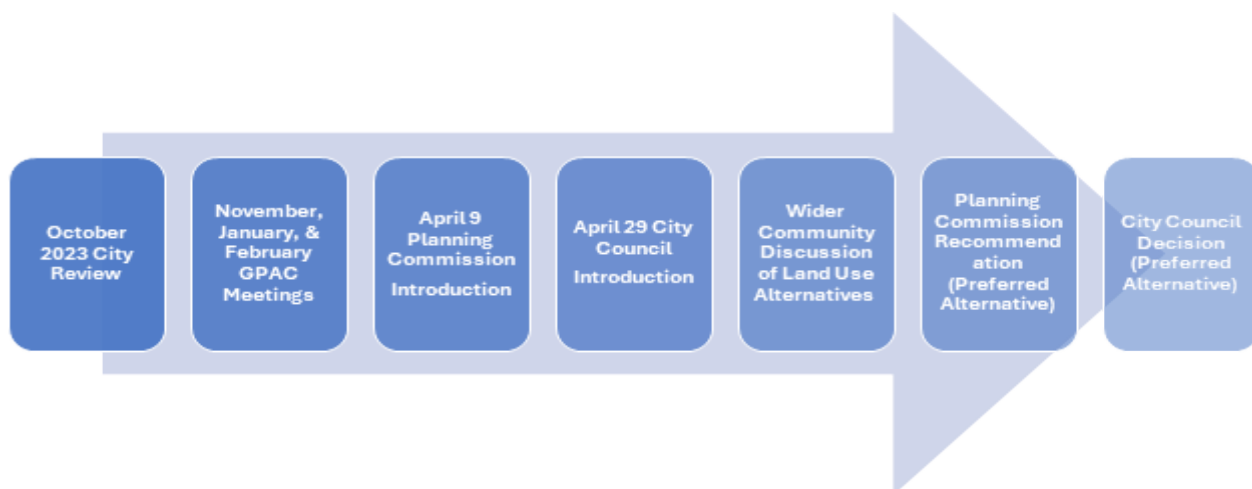 October
2023 City
Review
November,
January, &
February
GPAC
Meetings
April 9
Planning
Commission
Introduction
April 29 City
Council
Introduction
Wider
Community
Discussion
of Land Use
Alternatives
Planning
Commission
Recommend
ation
(Preferred
Alternative)
City Council
Decision
(Preferred
Alternative)